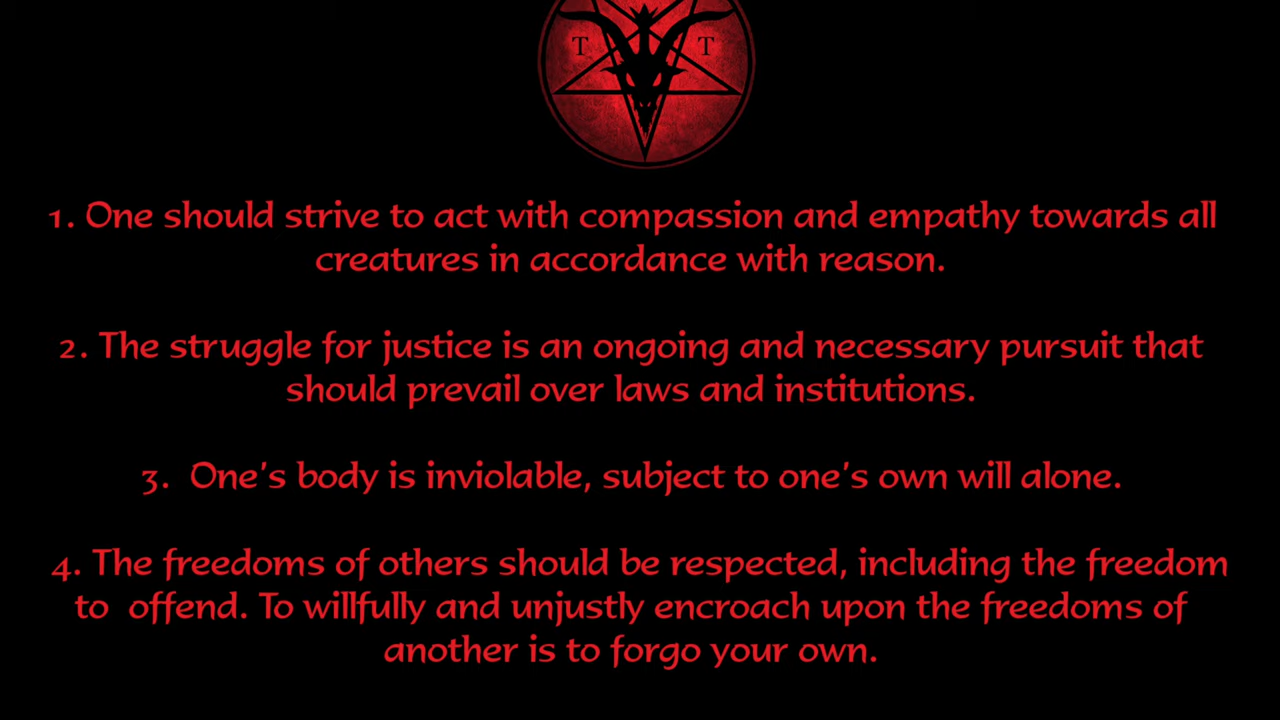 T T
1. One should strive to act with compassion and empathy towards all
creatures in accordance with reason.
2. The struggle for justice is an ongoing and necessary pursuit that
should prevail over laws and institutions.
3. One's body is inviolable, subject to one's own will alone.
4. The freedoms of others should be respected, including the freedom
to offend. To willfully and unjustly encroach upon the freedoms of
another is to forgo your own.